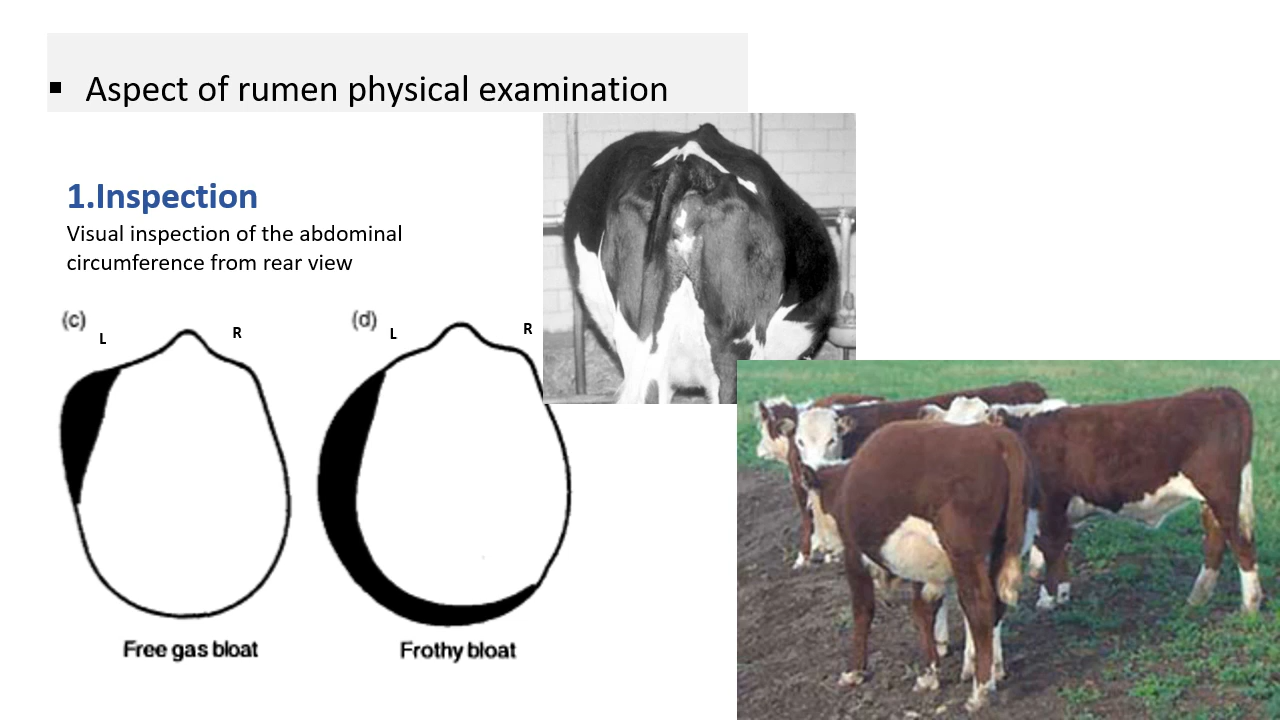 ▪ Aspect of rumen physical examination
1.Inspection
Visual inspection of the abdominal
circumference from rear view
(c) L R
(d) L R
Free gas bloat
Frothy bloat